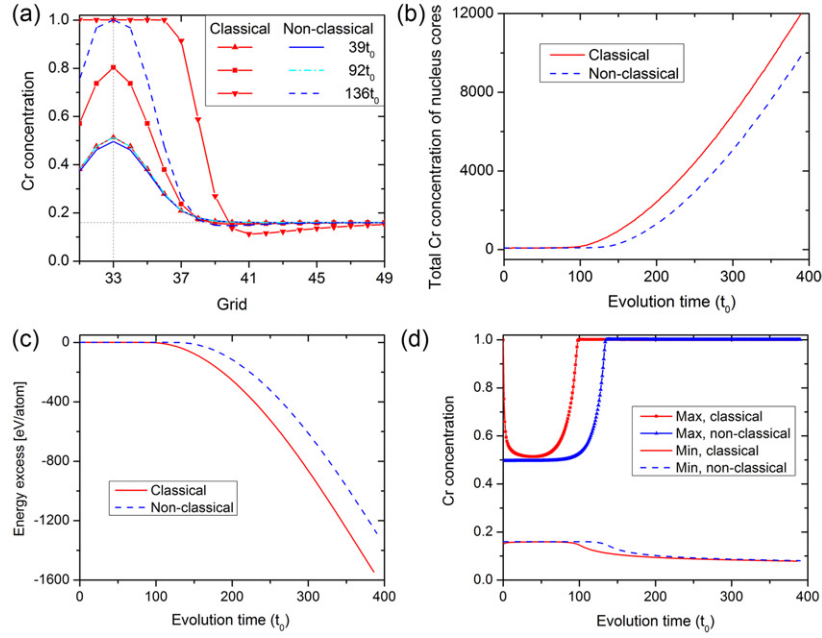 (a)
Classical Non-classical
39t0
92t0
136t0
1.0
0.8
0.6
0.4
0.2
0.0
33 37 41 45 49
Cr concentration
Grid
(b)
Classical
Non-classical
12000
8000
4000
0
0 100 200 300 400
Total Cr concentration of nucleus cores
Evolution time (t0)
(c)
Classical
Non-classical
0
-400
-800
-1200
-1600
0 100 200 300 400
Energy excess [eV/atom]
Evolution time (t0)
(d)
Max, classical
Max, non-classical
Min, classical
Min, non-classical
1.0
0.8
0.6
0.4
0.2
0.0
0 100 200 300 400
Cr concentration
Evolution time (t0)